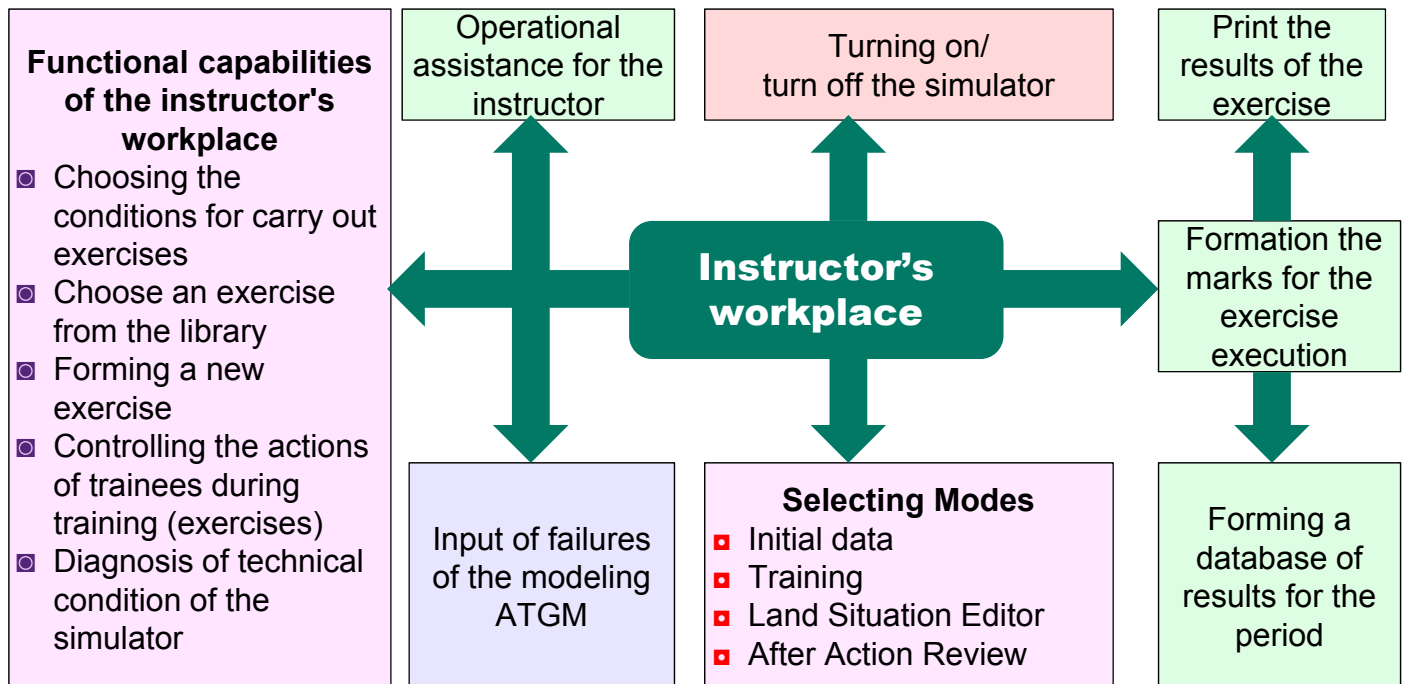 Functional capabilities
of the instructor's
workplace
◙ Choosing the
conditions for carry out
exercises
◙ Choose an exercise
from the library
◙ Forming a new
exercise
◙ Controlling the actions
of trainees during
training (exercises)
◙ Diagnosis of technical
condition of the
simulator
Operational
assistance for the
instructor
Turning on/
turn off the simulator
Print the
results of the
exercise
Instructor’s
workplace
Formation the
marks for the
exercise
execution
Input of failures
of the modeling
ATGM
Selecting Modes
◘ Initial data
◘ Training
◘ Land Situation Editor
◘ After Action Review
Forming a
database of
results for the
period